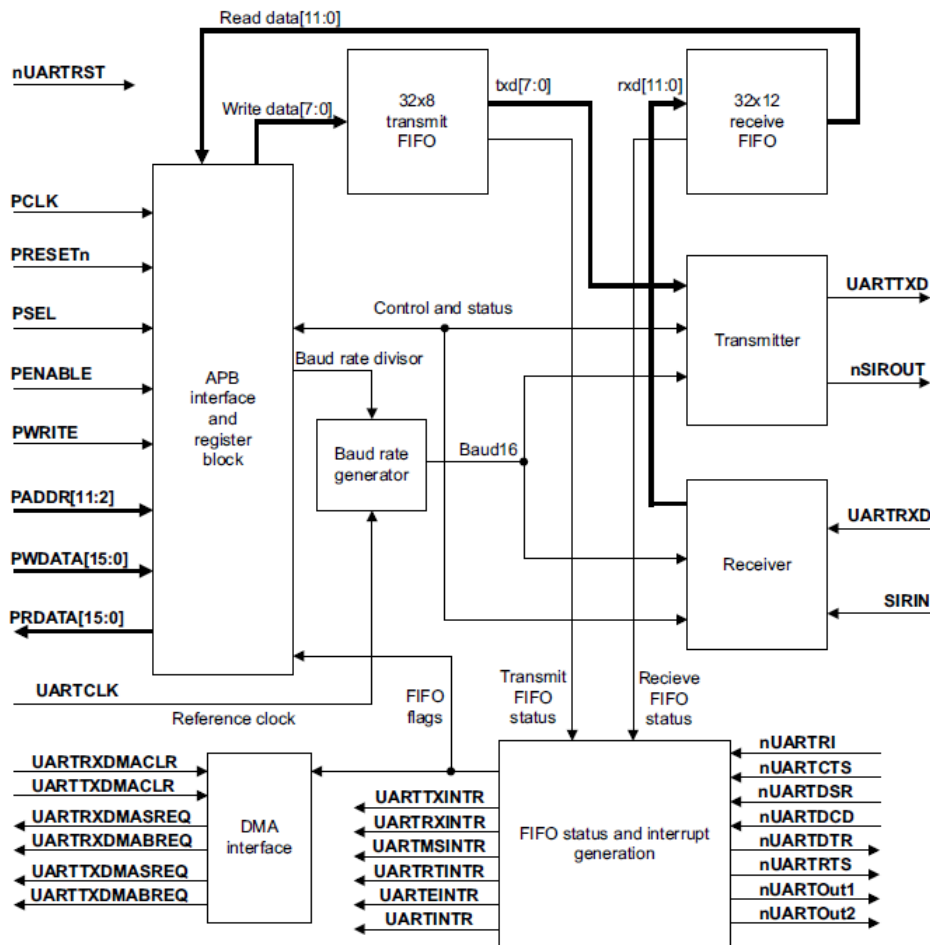 Read data[11:0]
nUARTRST
Write data[7:0]
32x8
transmit
FIFO
txd[7:0]
rxd[11:0]
32x12
receive
FIFO
PCLK
PRESETn
PSEL
PENABLE
PWRITE
PADDR[11:2]
PWDATA[15:0]
PRDATA[15:0]
UARTCLK
APB
interface
and
register
block
Control and status
Baud rate divisor
Baud rate
generator
Baud16
Transmitter
UARTTXD
nSIROUT
Receiver
UARTRXD
SIRIN
Reference clock
FIFO
flags
Transmit
FIFO
status
Recieve
FIFO
status
UARTRXDMACLR
UARTTXDMACLR
UARTRXDMASREQ
UARTRXDMABREQ
UARTTXDMASREQ
UARTTXDMABREQ
DMA
interface
UARTTXINTR
UARTRXINTR
UARTMSINTR
UARTRTINTR
UARTEINTR
UARTINTR
FIFO status and interrupt
generation
nUARTRI
nUARTCTS
nUARTDSR
nUARTDCD
nUARTDTR
nUARTRTS
nUARTOut1
nUARTOut2